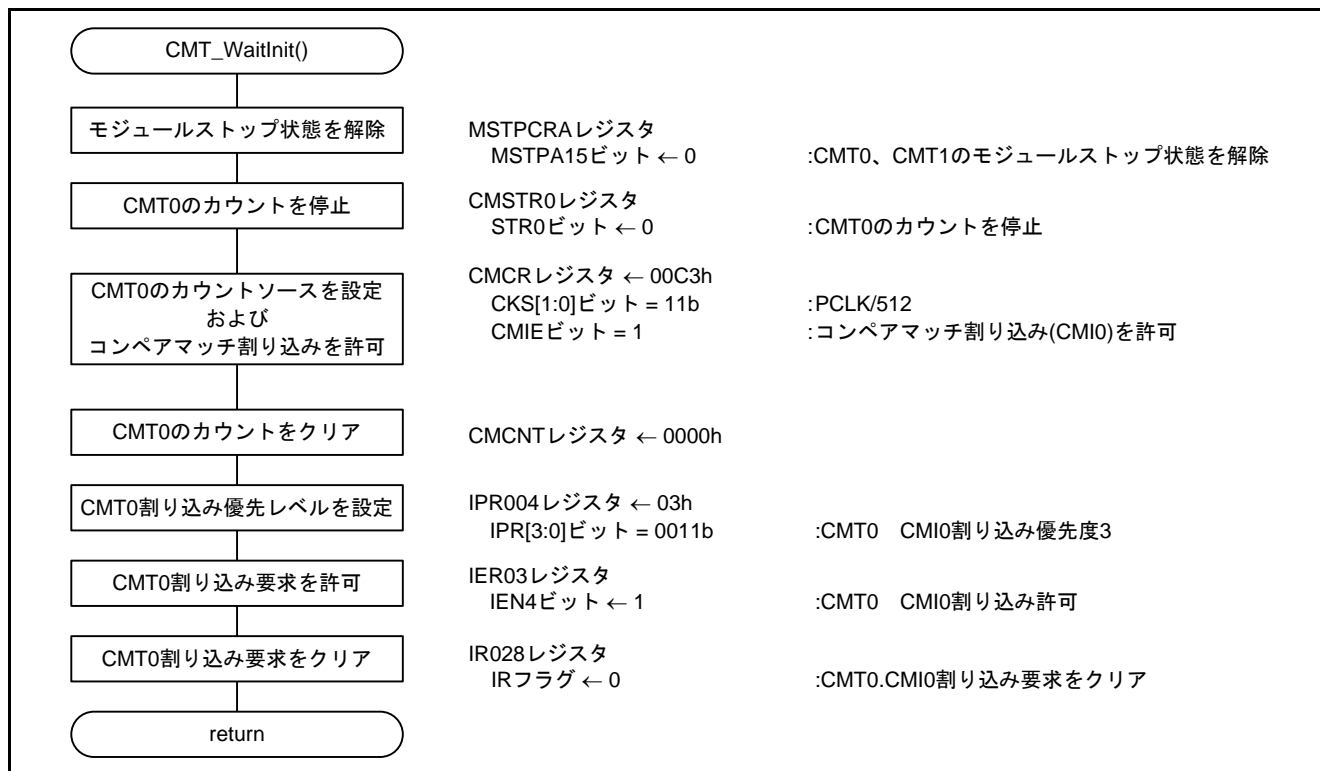 CMT_WaitInit()
モジュールストップ状態を解除
MSTPCRAレジスタ
MSTPA15ビット ← 0 :CMT0、CMT1のモジュールストップ状態を解除
CMT0のカウントを停止
CMSTR0レジスタ
STR0ビット ← 0 :CMT0のカウントを停止
CMT0のカウントソースを設定
および
コンペアマッチ割り込みを許可
CMCRレジスタ ← 00C3h
CKS[1:0]ビット = 11b :PCLK/512
CMIEビット = 1 :コンペアマッチ割り込み(CMI0)を許可
CMT0のカウントをクリア
CMCNTレジスタ ← 0000h
CMT0割り込み優先レベルを設定
IPR004レジスタ ← 03h
IPR[3:0]ビット = 0011b :CMT0 CMI0割り込み優先度3
CMT0割り込み要求を許可
IER03レジスタ
IEN4ビット ← 1 :CMT0 CMI0割り込み許可
CMT0割り込み要求をクリア
IR028レジスタ
IRフラグ ← 0 :CMT0.CMI0割り込み要求をクリア
return